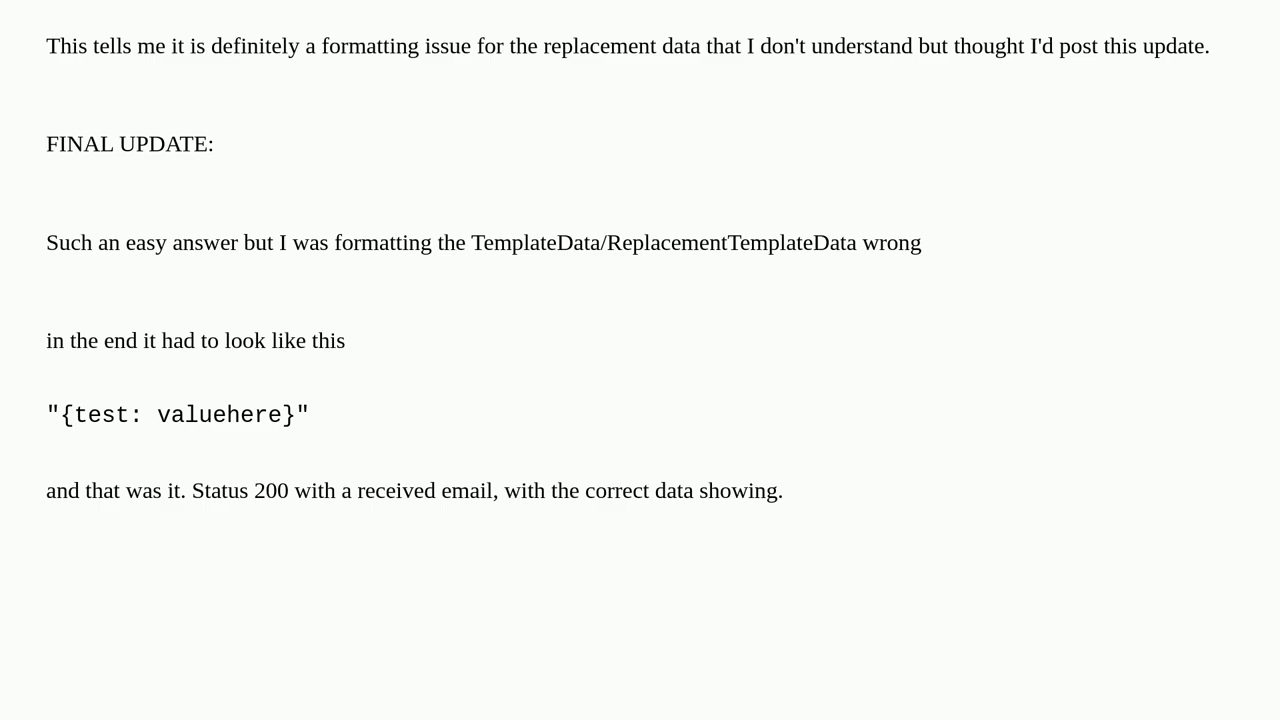 This tells me it is definitely a formatting issue for the replacement data that I don't understand but thought I'd post this update.
FINAL UPDATE:
Such an easy answer but I was formatting the TemplateData/ReplacementTemplateData wrong
in the end it had to look like this
"{test: valuehere}"
and that was it. Status 200 with a received email, with the correct data showing.